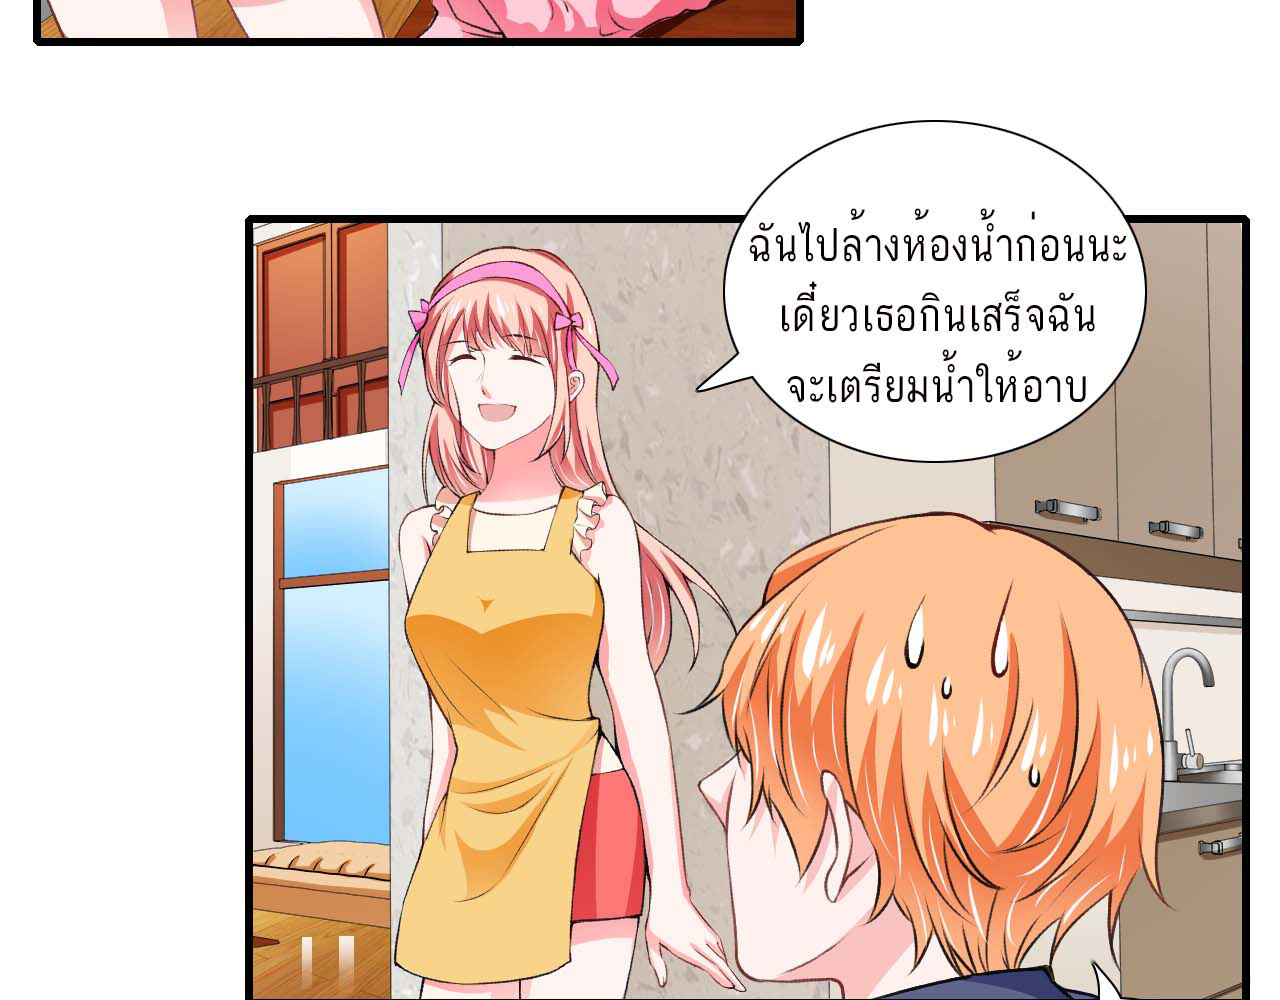 ฉันไปล้างห้องน้ำก่อนนะ
เดี๋ยวเธอกินเสร็จฉัน
จะเตรียมน้ำให้อาบ